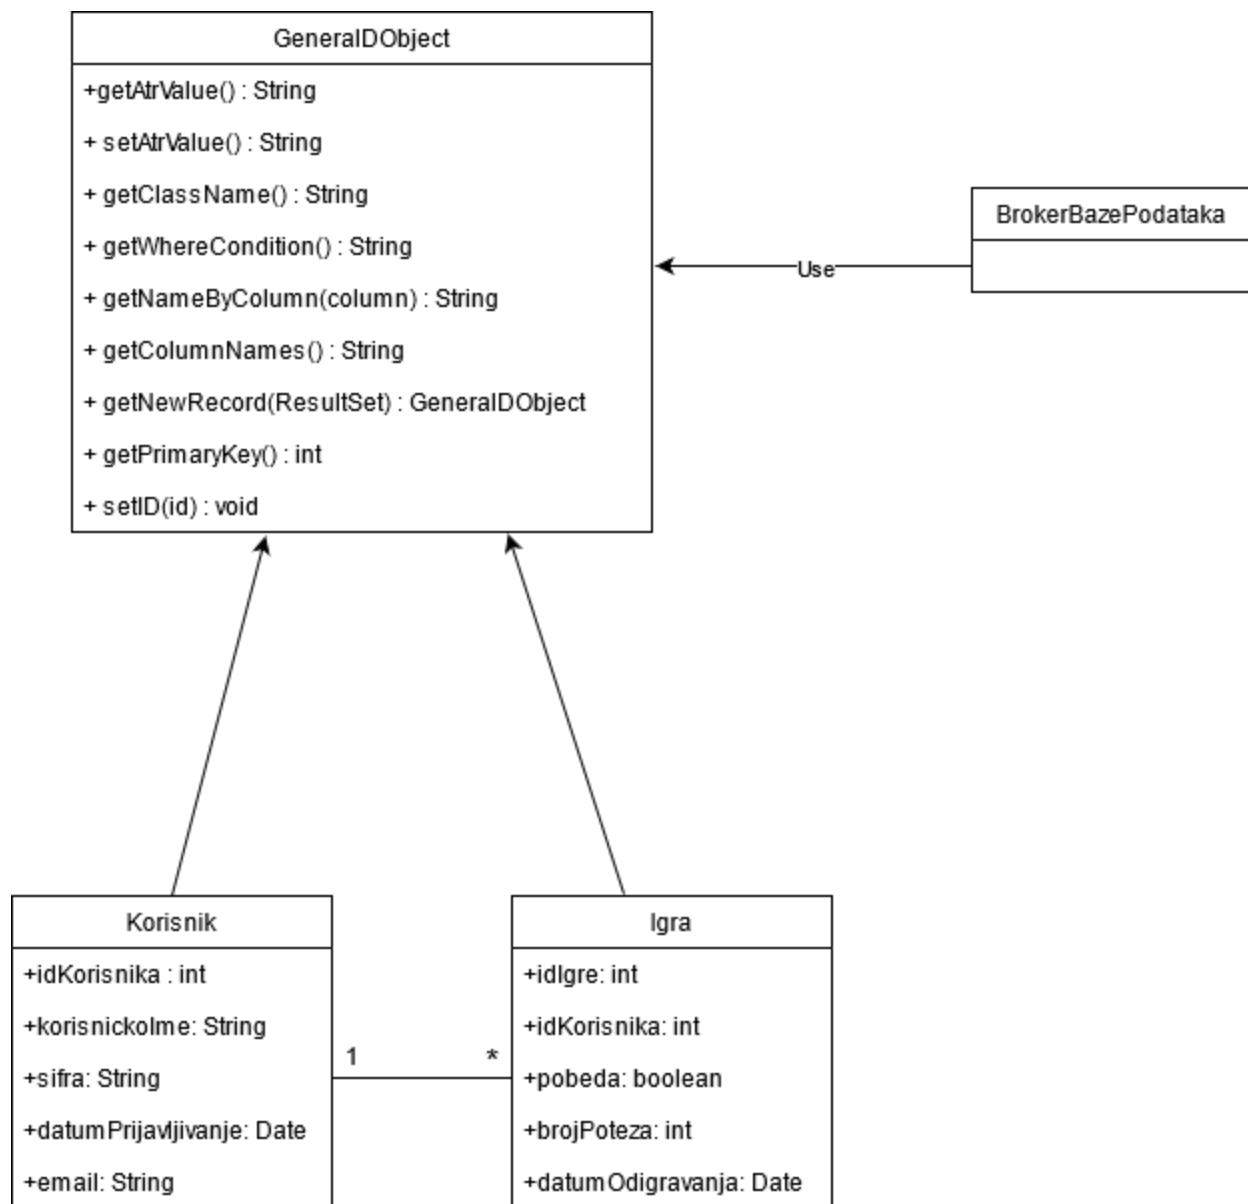 GeneralDObject
+getAtrValue() : String
+ setAtrValue() : String
+ getClassName() : String
+ getWhereCondition() : String
+ getNameByColumn(column) : String
+ getColumnNames() : String
+ getNewRecord(ResultSet) : GeneralDObject
+ getPrimaryKey() : int
+ setID(id) : void
BrokerBazePodataka
Use
Korisnik
+idKorisnika : int
+korisnickoIme: String
+sifra: String
+datumPrijavljivanje: Date
+email: String
1
*
Igra
+idIgre: int
+idKorisnika: int
+pobeda: boolean
+brojPoteza: int
+datumOdigravanja: Date